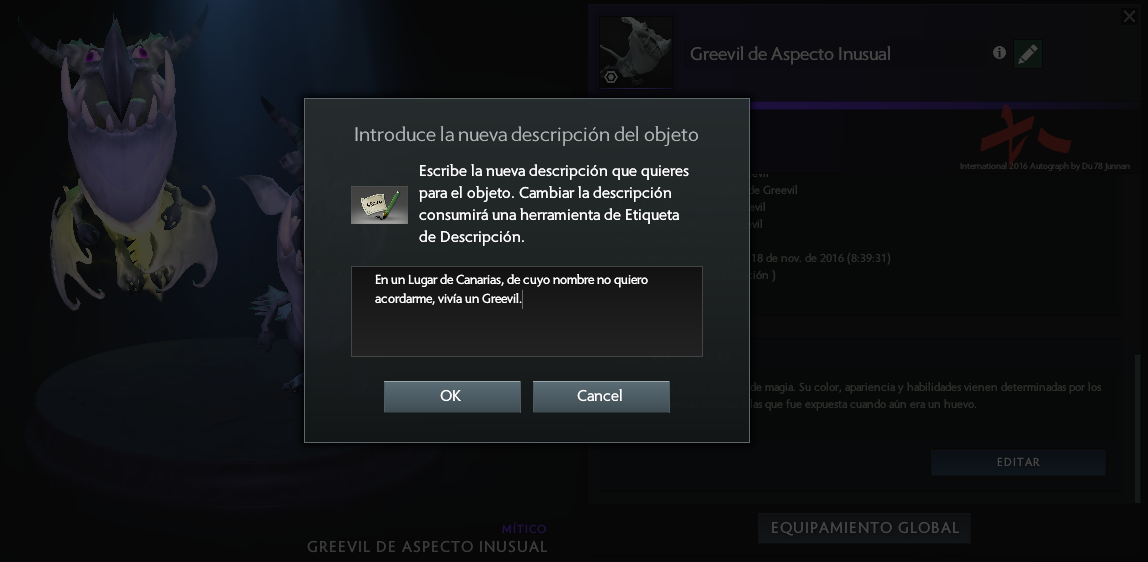 Greevil de Aspecto Inusual
International 2016 Autograph by Du78 Junnan
Introduce la nueva descripción del objeto
Escribe la nueva descripción que quieres
para el objeto. Cambiar la descripción
consumirá una herramienta de Etiqueta
de Descripción.
En un Lugar de Canarias, de cuyo nombre no quiero
acordarme, vivía un Greevil.
OK
Cancel
de Greevil
18 de nov. de 2016 (8:39:31)
de magia. Su color, apariencia y habilidades vienen determinadas por los
que fue expuesta cuando aún era un huevo.
EDITAR
EQUIPAMIENTO GLOBAL
MÍTICO
GREEVIL DE ASPECTO INUSUAL